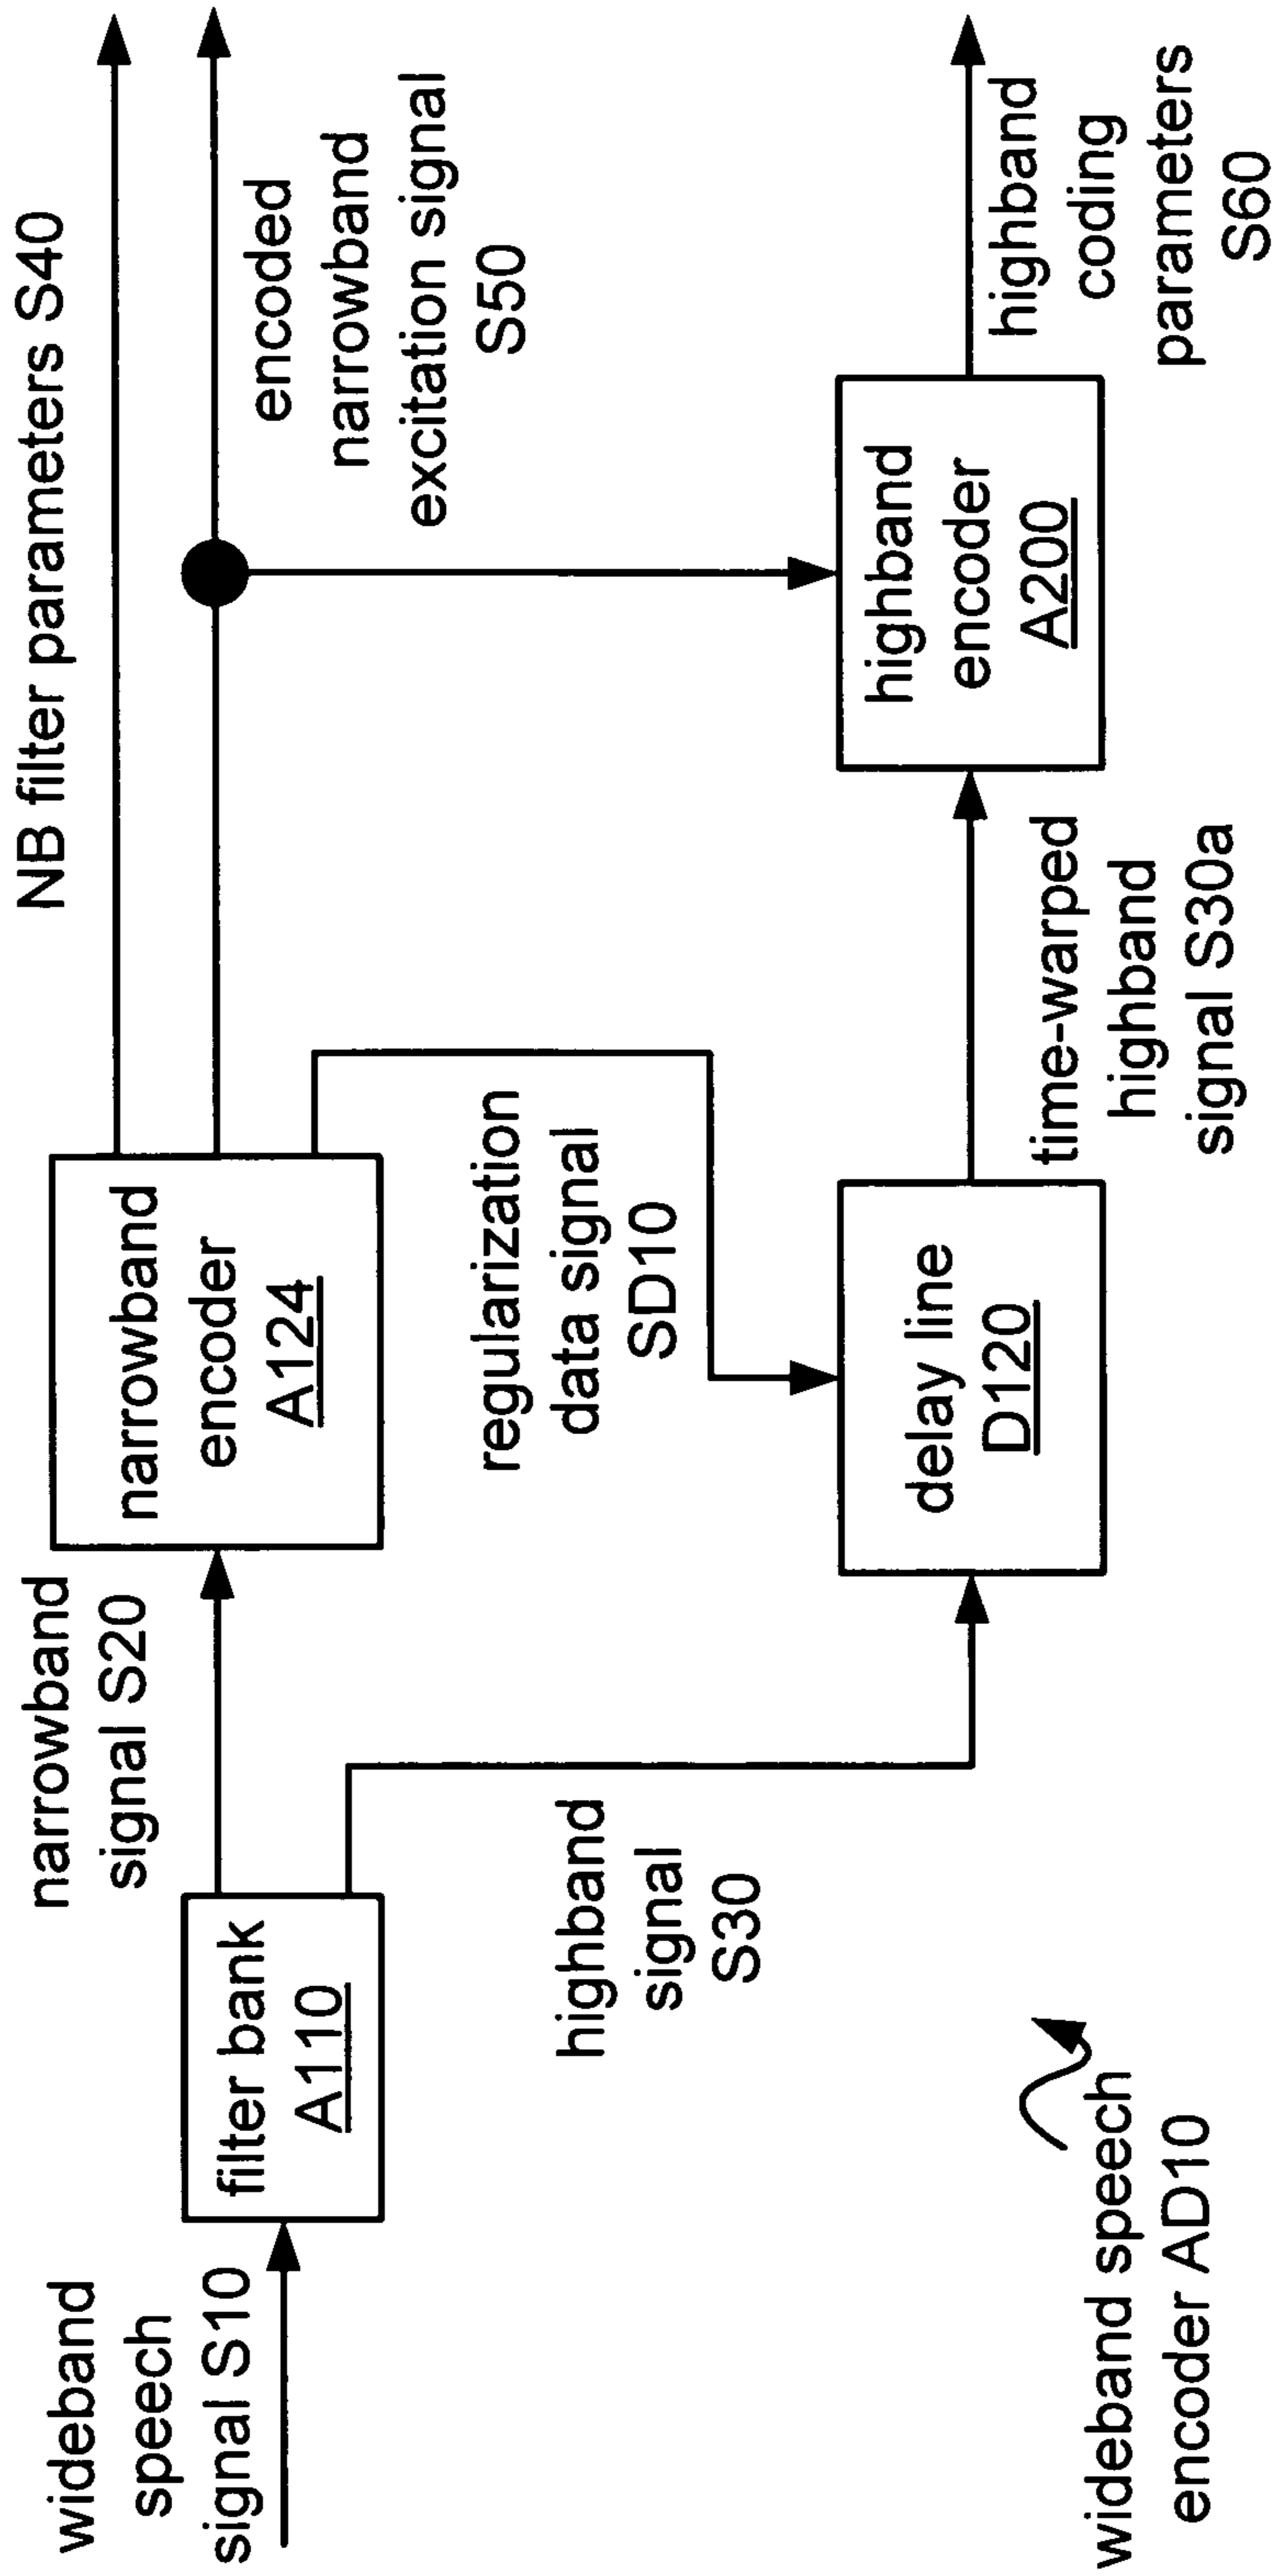 wideband
speech
signal S10
filter bank
A110
narrowband
signal S20
highband
signal
S30
narrowband
encoder
A124
regularization
data signal
SD10
delay line
D120
time-warped
highband
signal S30a
NB filter parameters S40
encoded
narrowband
excitation signal
S50
highband
encoder
A200
highband
coding
parameters
S60
wideband speech
encoder AD10